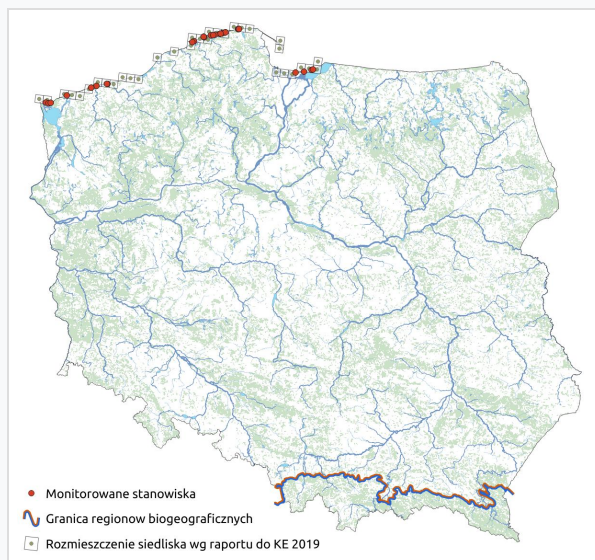 Monitorowane stanowiska
Granica regionow biogeograficznych
Rozmieszczenie siedliska wg raportu do KE 2019